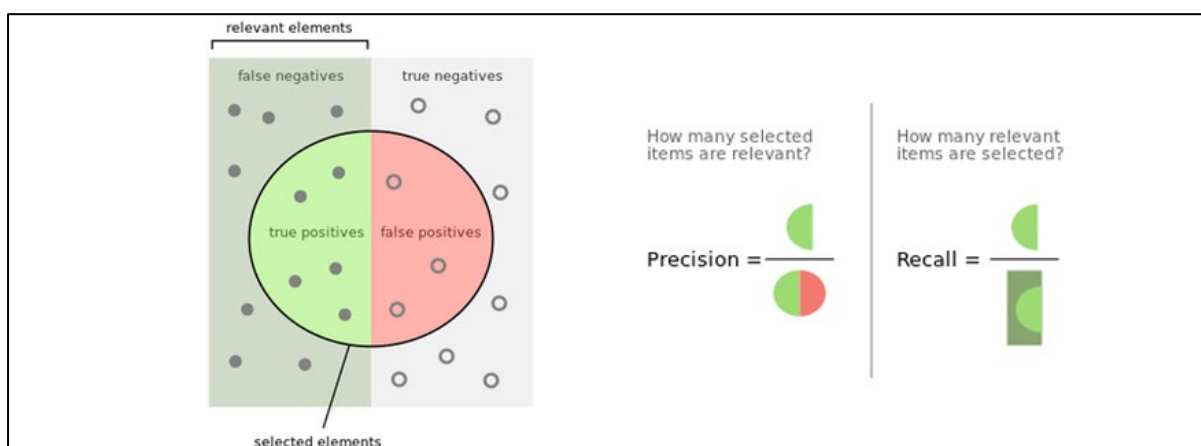 relevant elements
false negatives
true negatives
true positives
false positives
selected elements
How many selected
items are relevant?
Precision =
How many relevant
items are selected?
Recall =